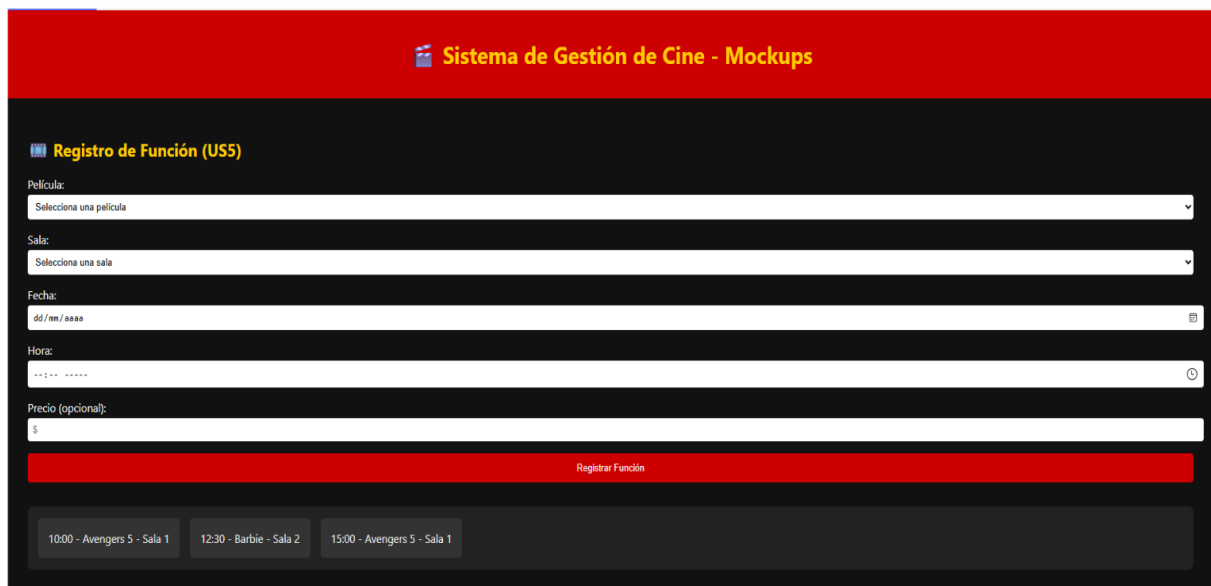 Sistema de Gestión de Cine - Mockups
Registro de Función (US5)
Película:
Selecciona una película
Sala:
Selecciona una sala
Fecha:
dd/mm/aaaa
Hora:
--:-- -----
Precio (opcional):
$
Registrar Función
10:00 - Avengers 5 - Sala 1
12:30 - Barbie - Sala 2
15:00 - Avengers 5 - Sala 1